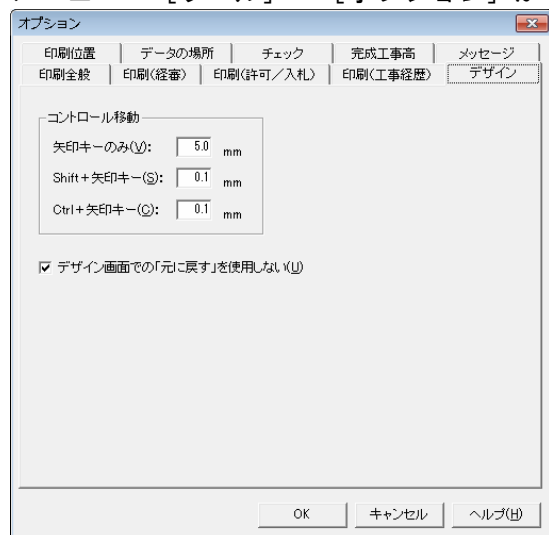 オプション
印刷位置 データの場所 チェック 完成工事高 メッセージ
印刷全般 印刷(経審) 印刷(許可／入札) 印刷(工事経歴) デザイン
コントロール移動
矢印キーのみ(V): 5.0 mm
Shift＋矢印キー(S): 0.1 mm
Ctrl＋矢印キー(C): 0.1 mm
デザイン画面での「元に戻す」を使用しない(U)
OK キャンセル ヘルプ(H)